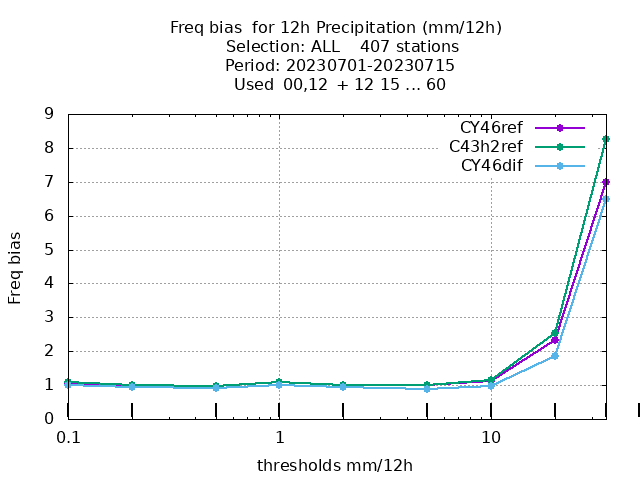 Freq bias  for 12h Precipitation (mm/12h)
Selection: ALL    407 stations
Period: 20230701-20230715
Used  00,12  + 12 15 ... 60
CY46ref
C43h2ref
CY46dif
9
8
7
6
5
4
3
2
1
0
Freq bias
0.1 1 10
thresholds mm/12h